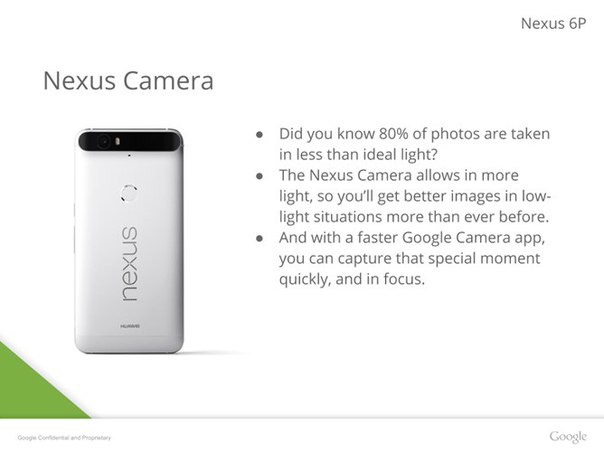 Nexus 6P
Nexus Camera
● Did you know 80% of photos are taken
in less than ideal light?
● The Nexus Camera allows in more
light, so you’ll get better images in low-
light situations more than ever before.
● And with a faster Google Camera app,
you can capture that special moment
quickly, and in focus.
nexus
HUAWEI
Google Confidential and Proprietary
Google